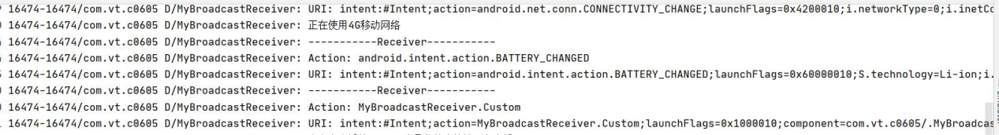 16474-16474/com.vt.c0605 D/MyBroadcastReceiver: URI: intent:#Intent;action=android.net.conn.CONNECTIVITY_CHANGE;launchFlags=0x4200010;i.networkType=0;i.inetCo
16474-16474/com.vt.c0605 D/MyBroadcastReceiver: 正在使用4G移动网络
16474-16474/com.vt.c0605 D/MyBroadcastReceiver: -----------Receiver-----------
16474-16474/com.vt.c0605 D/MyBroadcastReceiver: Action: android.intent.action.BATTERY_CHANGED
16474-16474/com.vt.c0605 D/MyBroadcastReceiver: URI: intent:#Intent;action=android.intent.action.BATTERY_CHANGED;launchFlags=0x60000010;S.technology=Li-ion;i.
16474-16474/com.vt.c0605 D/MyBroadcastReceiver: -----------Receiver-----------
16474-16474/com.vt.c0605 D/MyBroadcastReceiver: Action: MyBroadcastReceiver.Custom
16474-16474/com.vt.c0605 D/MyBroadcastReceiver: URI: intent:#Intent;action=MyBroadcastReceiver.Custom;launchFlags=0x1000010;component=com.vt.c0605/.MyBroadcas